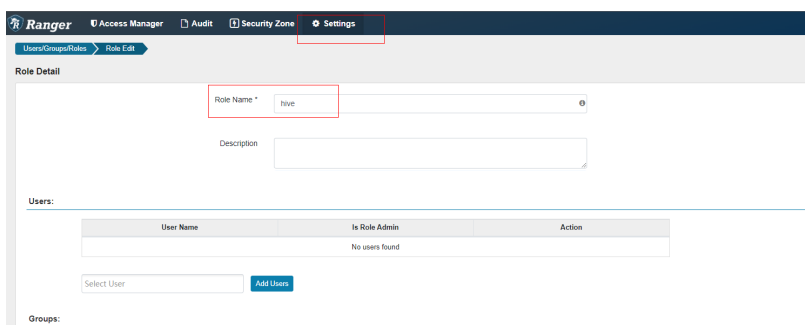 Ranger Access Manager Audit Security Zone Settings
Users/Groups/Roles Role Edit
Role Detail
Role Name * hive
Description
Users:
User Name Is Role Admin Action
No users found
Select User Add Users
Groups: